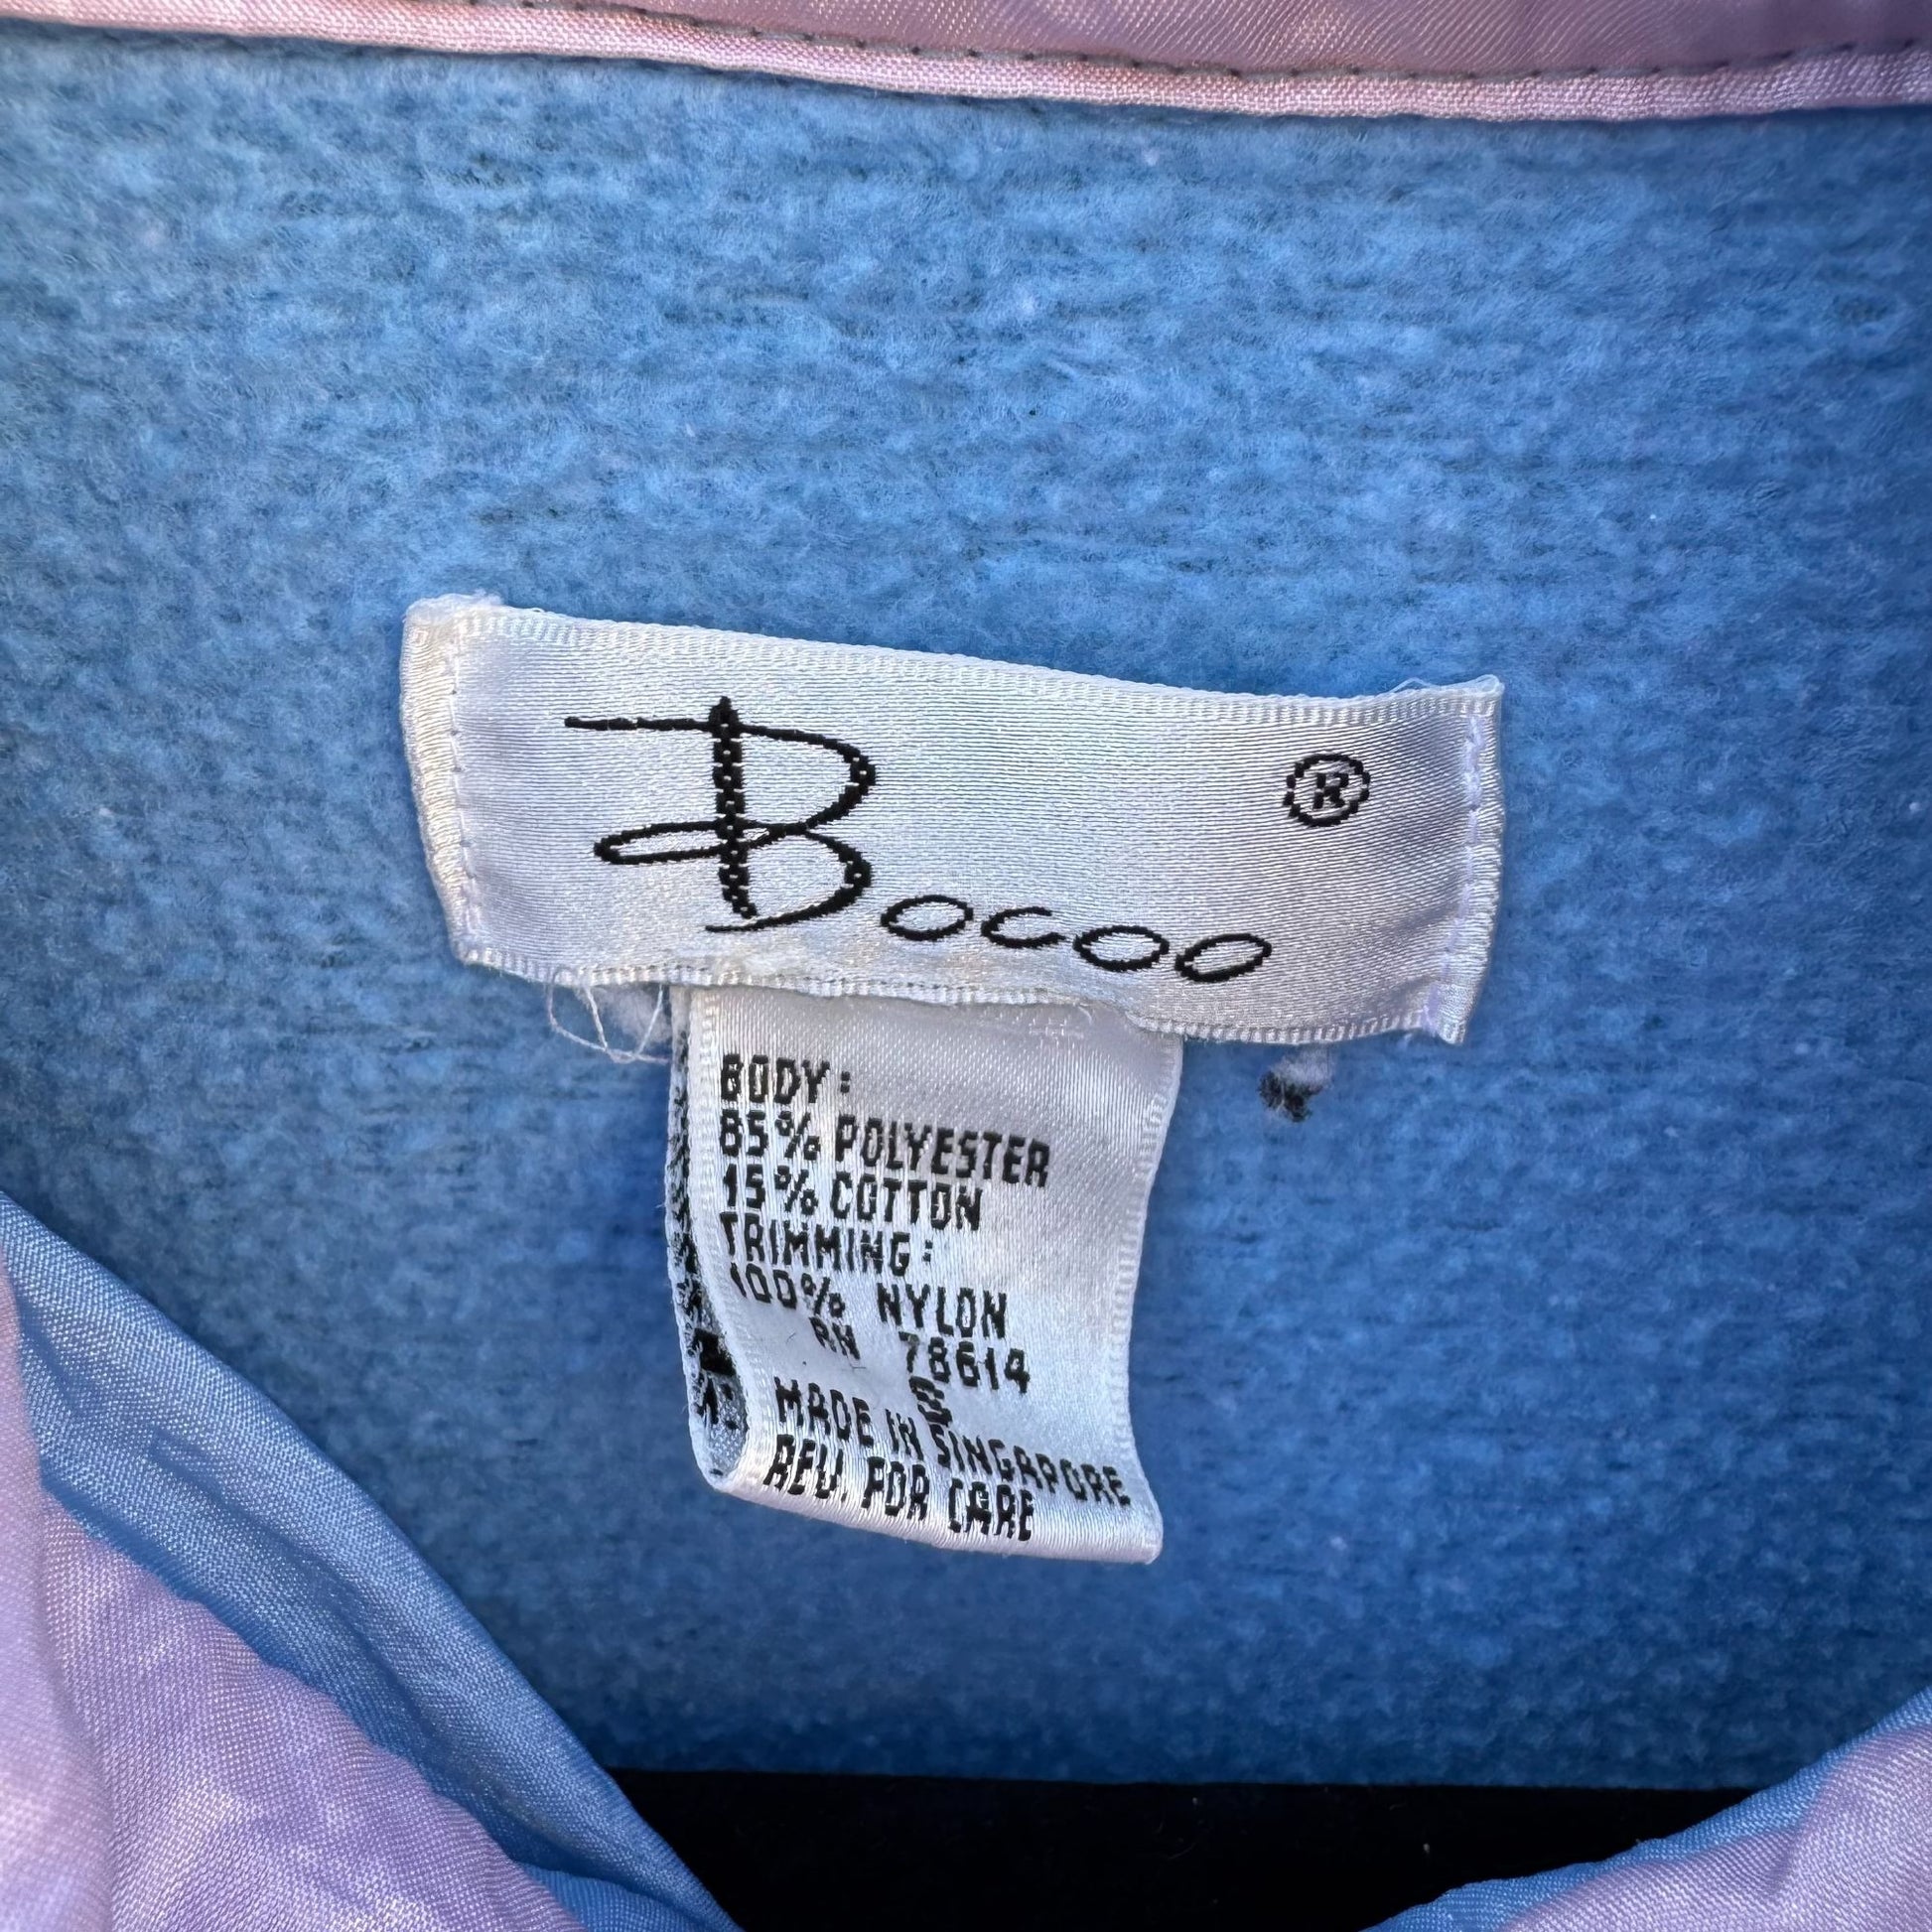 Bocoo ®
BODY:
85% POLYESTER
15% COTTON
TRIMMING:
100% NYLON
RN 78614
MADE IN SINGAPORE
REV. FOR CARE